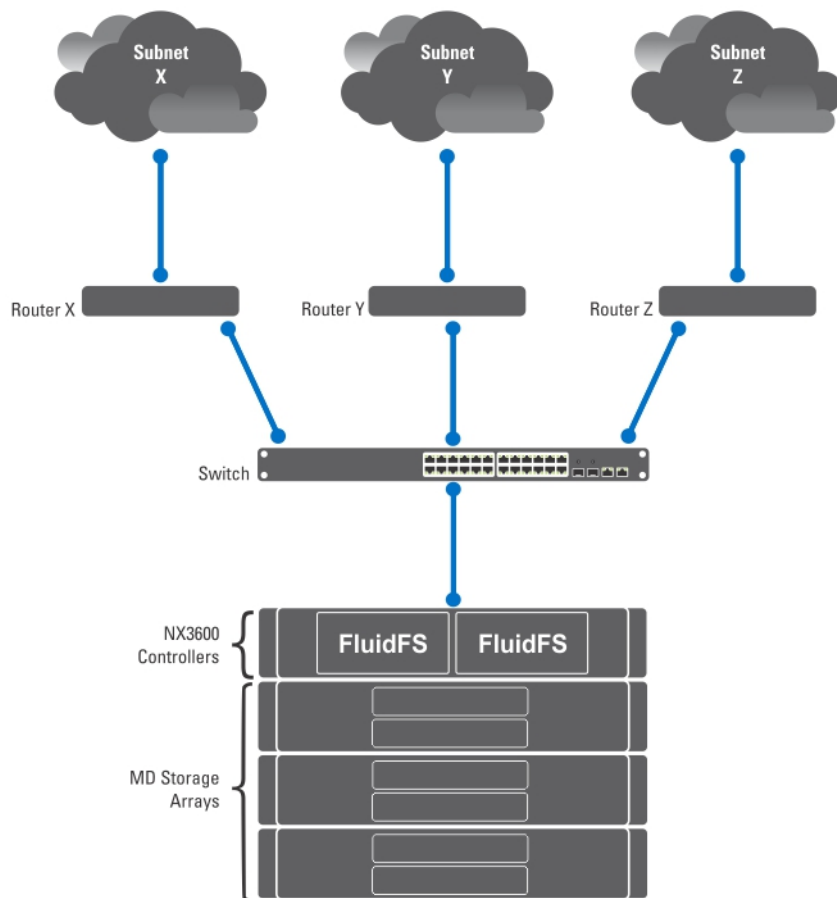 Subnet
X
Subnet
Y
Subnet
Z
Router X
Router Y
Router Z
Switch
NX3600
Controllers
FluidFS
FluidFS
MD Storage
Arrays